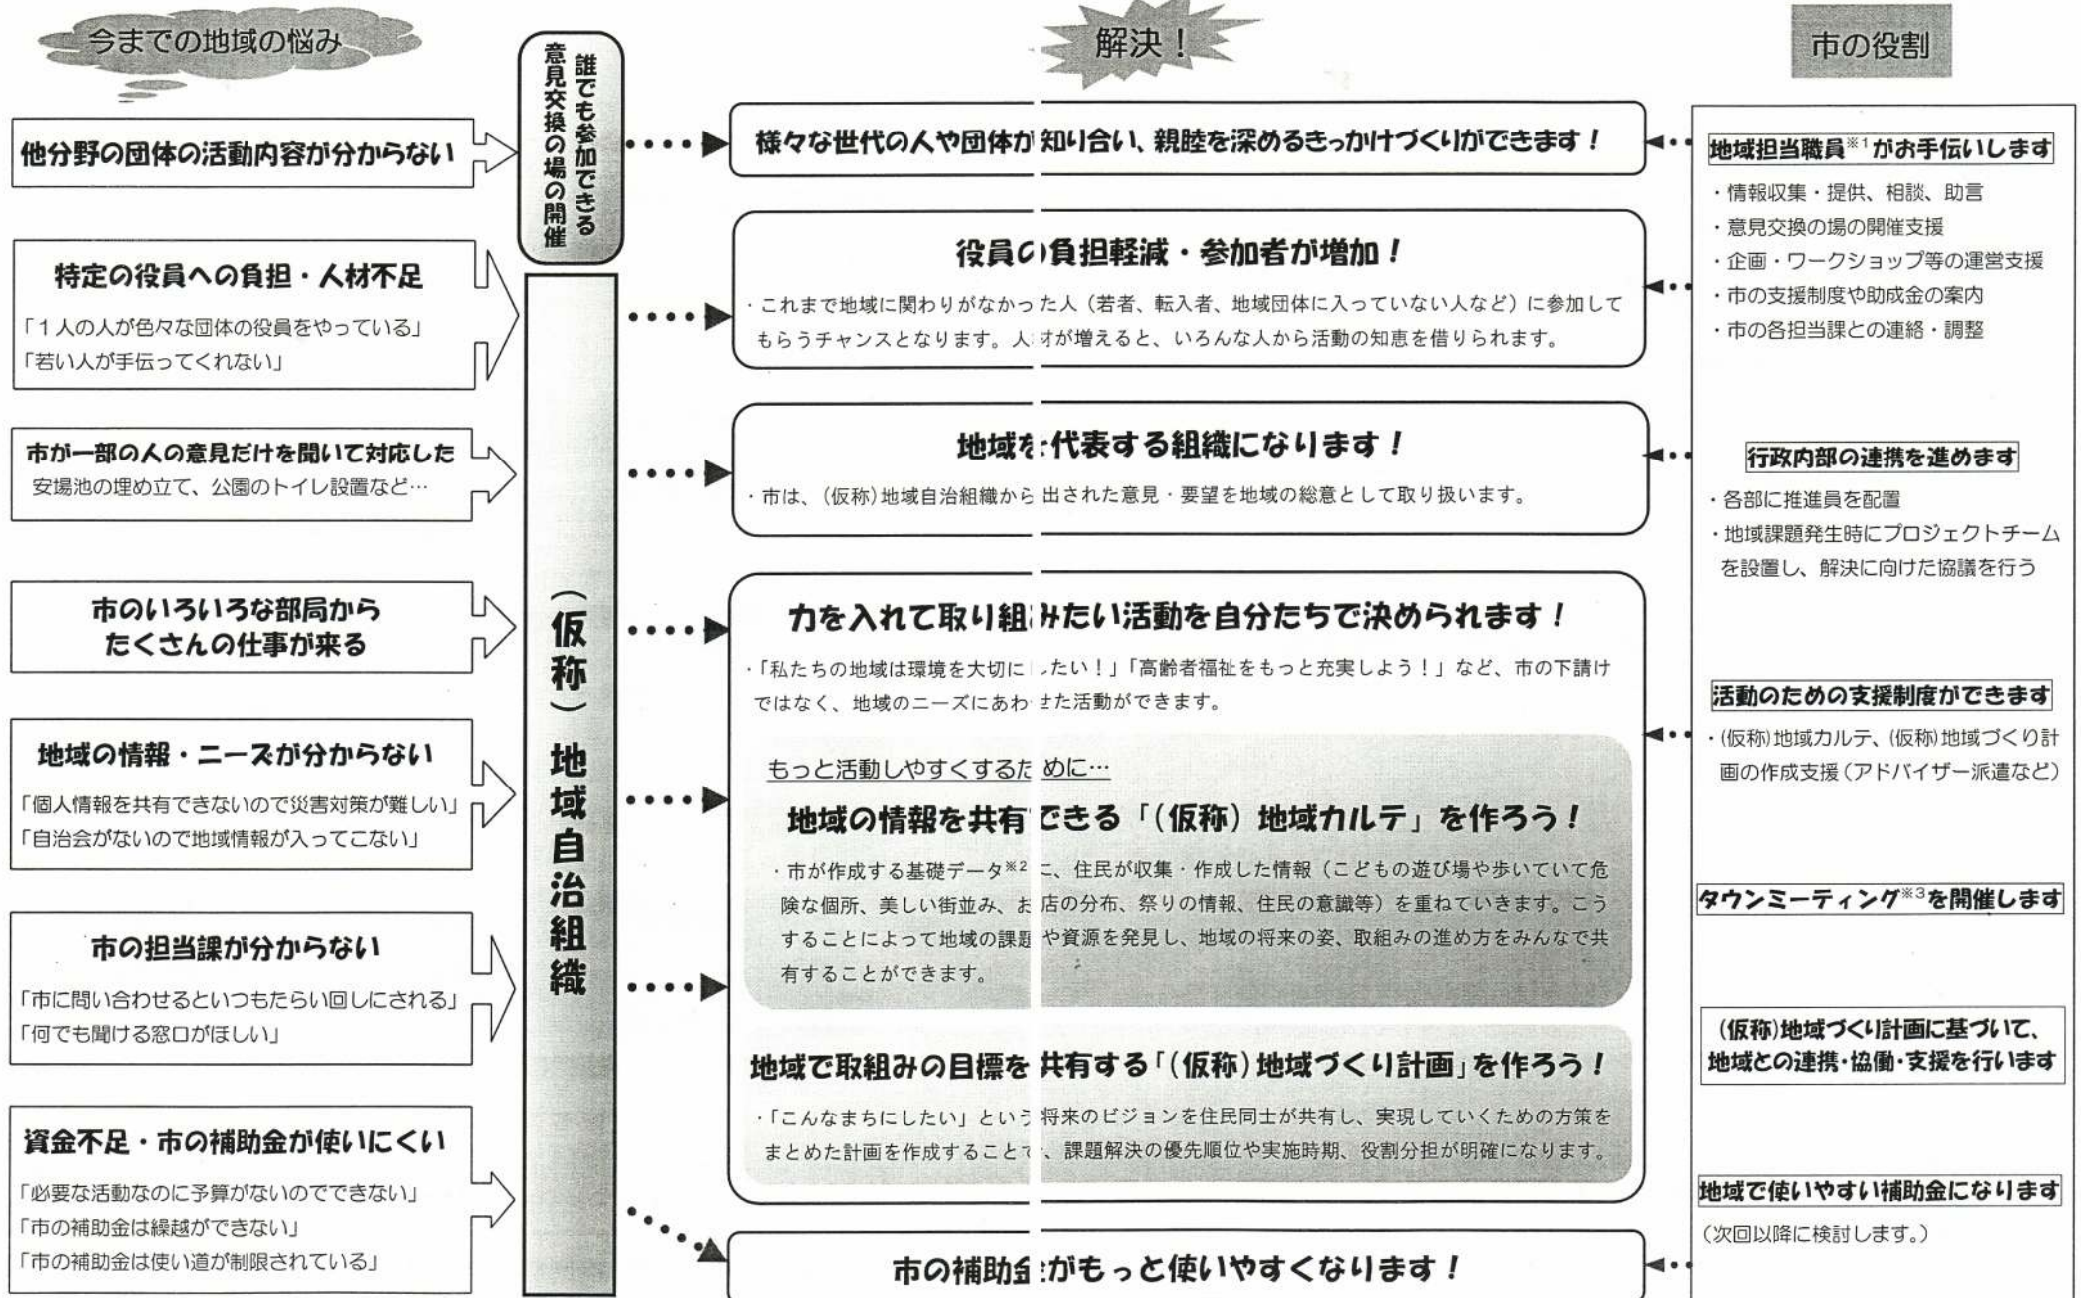 今までの地域の悩み
他分野の団体の活動内容が分からない
特定の役員への負担・人材不足
「1人の人が色々な団体の役員をやっている」
「若い人が手伝ってくれない」
市が一部の人の意見だけを聞いて対応した
安場池の埋め立て、公園のトイレ設置など…
市のいろいろな部局から
たくさんの仕事が来る
地域の情報・ニーズが分からない
「個人情報を共有できないので災害対策が難しい」
「自治会がないので地域情報が入ってこない」
市の担当課が分からない
「市に問い合わせるといつもたらい回しにされる」
「何でも聞ける窓口がほしい」
資金不足・市の補助金が使いにくい
「必要な活動なのに予算がないのでできない」
「市の補助金は繰越ができない」
「市の補助金は使い道が制限されている」
誰でも参加できる
意見交換の場の開催
(仮称)地域自治組織
解決!
様々な世代の人や団体が知り合い、親睦を深めるきっかけづくりができます!
役員の負担軽減・参加者が増加!
・これまで地域に関わりがなかった人(若者、転入者、地域団体に入っていない人など)に参加して
もらうチャンスとなります。人材が増えると、いろんな人から活動の知恵を借りられます。
地域を代表する組織になります!
・市は、(仮称)地域自治組織から出された意見・要望を地域の総意として取り扱います。
力を入れて取り組みたい活動を自分たちで決められます!
・「私たちの地域は環境を大切にしたい!」「高齢者福祉をもっと充実しよう!」など、市の下請け
ではなく、地域のニーズにあわせた活動ができます。
もっと活動しやすくするために…
地域の情報を共有できる「(仮称)地域カルテ」を作ろう!
・市が作成する基礎データ※2に、住民が収集・作成した情報(こどもの遊び場や歩いていて危
険な個所、美しい街並み、お店の分布、祭りの情報、住民の意識等)を重ねていきます。こう
することによって地域の課題や資源を発見し、地域の将来の姿、取組みの進め方をみんなで共
有することができます。
地域で取組みの目標を共有する「(仮称)地域づくり計画」を作ろう!
・「こんなまちにしたい」という将来のビジョンを住民同士が共有し、実現していくための方策を
まとめた計画を作成することで、課題解決の優先順位や実施時期、役割分担が明確になります。
市の補助金がもっと使いやすくなります!
市の役割
地域担当職員※1がお手伝いします
・情報収集・提供、相談、助言
・意見交換の場の開催支援
・企画・ワークショップ等の運営支援
・市の支援制度や助成金の案内
・市の各担当課との連絡・調整
行政内部の連携を進めます
・各部に推進員を配置
・地域課題発生時にプロジェクトチーム
を設置し、解決に向けた協議を行う
活動のための支援制度ができます
・(仮称)地域カルテ、(仮称)地域づくり計
画の作成支援(アドバイザー派遣など)
タウンミーティング※3を開催します
(仮称)地域づくり計画に基づいて、
地域との連携・協働・支援を行います
地域で使いやすい補助金になります
(次回以降に検討します。)